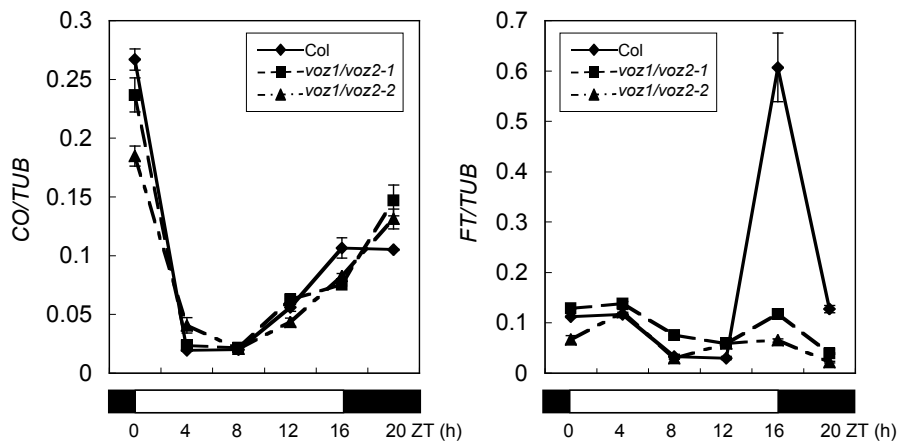 0.3
0.25
0.2
0.15
0.1
0.05
0
CO/TUB
Col
voz1/voz2-1
voz1/voz2-2
0 4 8 12 16 20 ZT (h)
0.7
0.6
0.5
0.4
0.3
0.2
0.1
0
FT/TUB
Col
voz1/voz2-1
voz1/voz2-2
0 4 8 12 16 20 ZT (h)